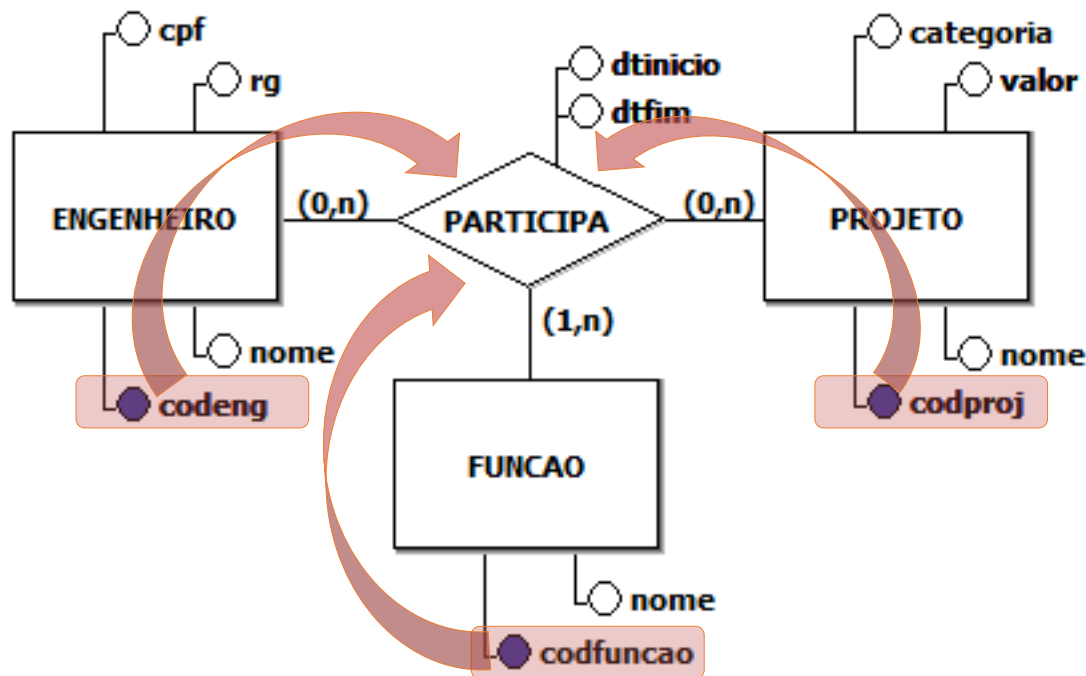 cpf
rg
ENGENHEIRO
nome
codeng
(0,n)
dtinicio
dtfim
PARTICIPA
(0,n)
(1,n)
categoria
valor
PROJETO
nome
codproj
FUNCAO
nome
codfuncao